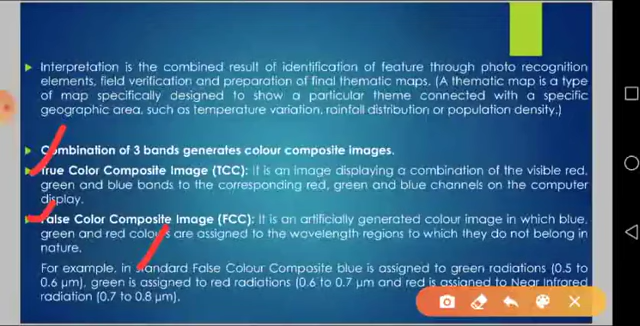 Interpretation is the combined result of identification of feature through photo recognition
elements, field verification and preparation of final thematic maps. (A thematic map is a type
of map specifically designed to show a particular theme connected with a specific
geographic area, such as temperature variation, rainfall distribution or population density.)
Combination of 3 bands generates colour composite images.
True Color Composite Image (TCC): It is an image displaying a combination of the visible red,
green and blue bands to the corresponding red, green and blue channels on the computer
display.
False Color Composite Image (FCC): It is an artificially generated colour image in which blue,
green and red colours are assigned to the wavelength regions to which they do not belong in
nature.
For example, in standard False Colour Composite blue is assigned to green radiations (0.5 to
0.6 μm), green is assigned to red radiations (0.6 to 0.7 μm and red is assigned to Near Infrared
radiation (0.7 to 0.8 μm).